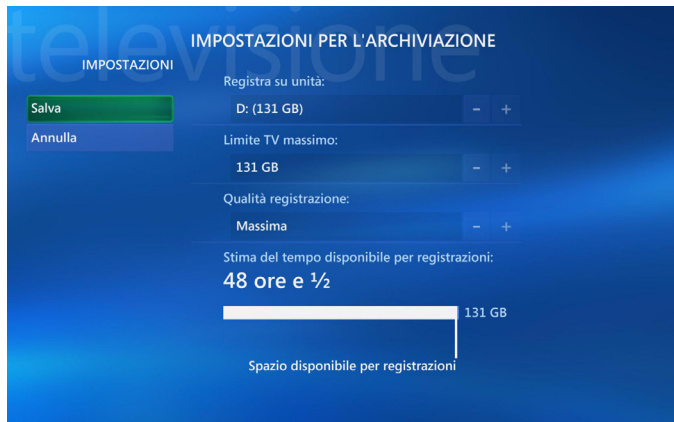 televisione
IMPOSTAZIONI PER L'ARCHIVIAZIONE
IMPOSTAZIONI
Salva
Annulla
Registra su unità:
D: (131 GB)
- +
Limite TV massimo:
131 GB
- +
Qualità registrazione:
Massima
- +
Stima del tempo disponibile per registrazioni:
48 ore e ½
131 GB
Spazio disponibile per registrazioni